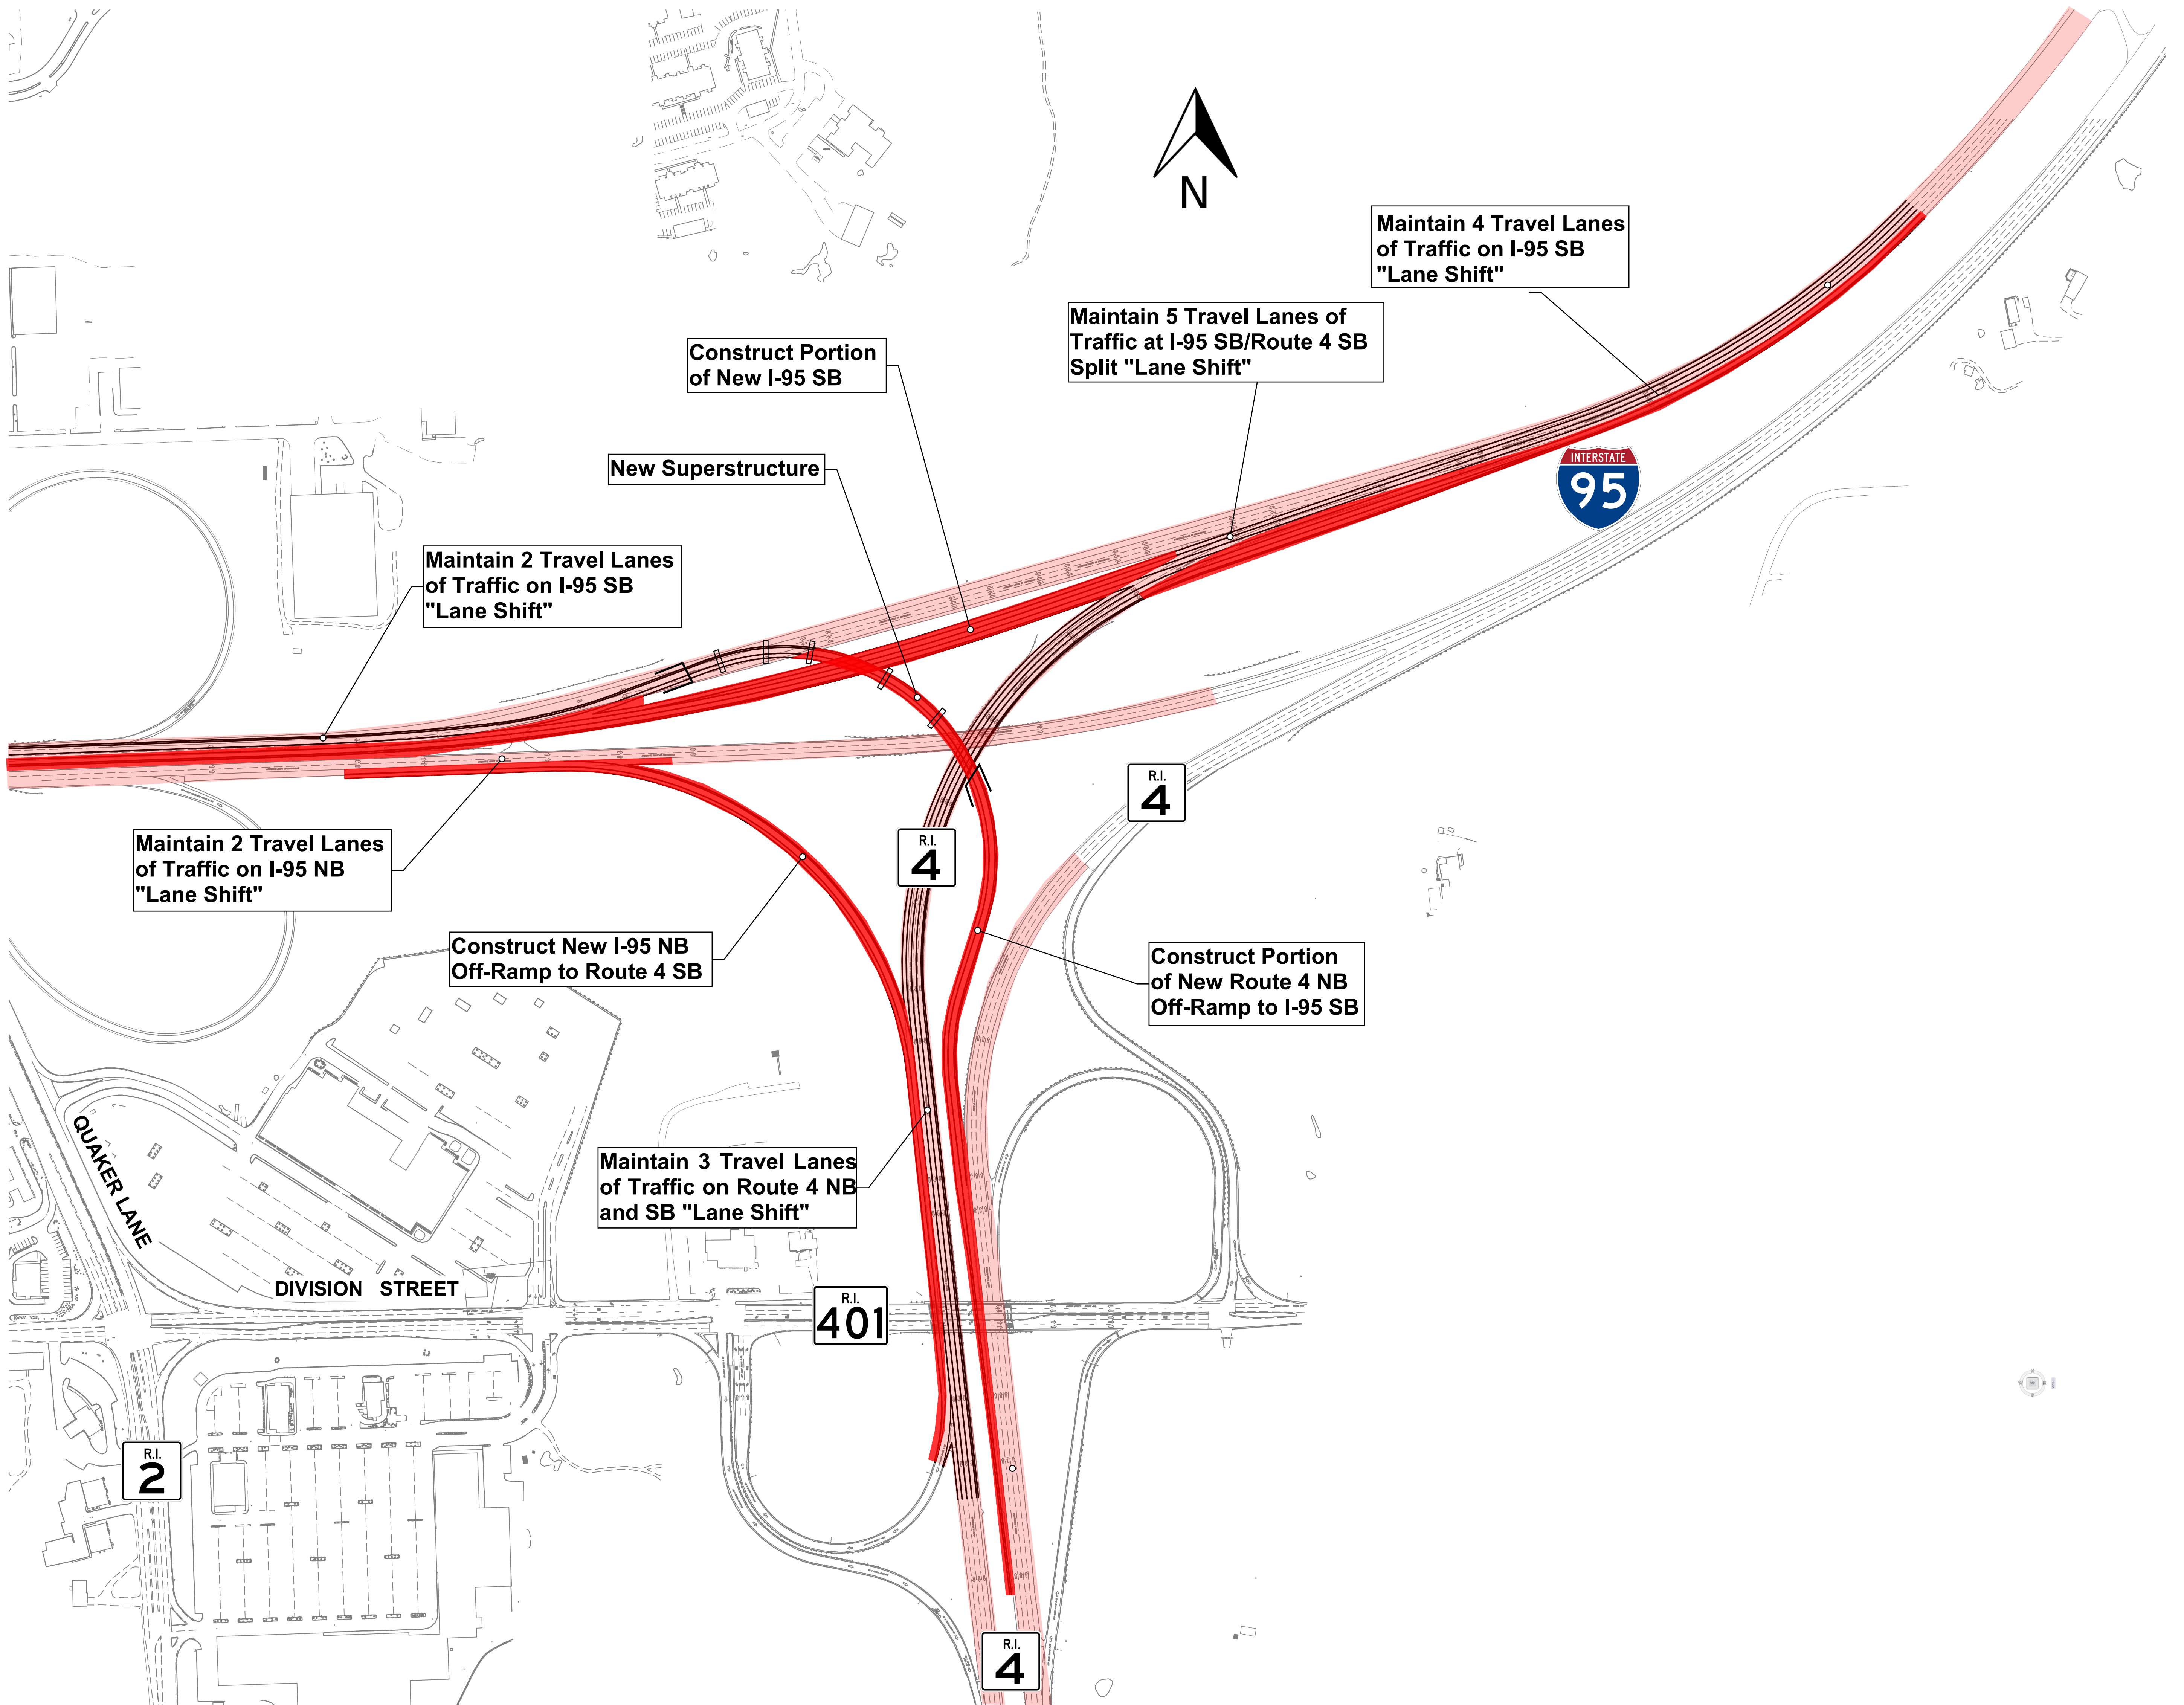 N
Maintain 4 Travel Lanes
of Traffic on I-95 SB
"Lane Shift"
Maintain 5 Travel Lanes of
Traffic at I-95 SB/Route 4 SB
Split "Lane Shift"
Construct Portion
of New I-95 SB
New Superstructure
INTERSTATE
95
Maintain 2 Travel Lanes
of Traffic on I-95 SB
"Lane Shift"
R.I.
4
R.I.
4
Maintain 2 Travel Lanes
of Traffic on I-95 NB
"Lane Shift"
Construct New I-95 NB
Off-Ramp to Route 4 SB
Construct Portion
of New Route 4 NB
Off-Ramp to I-95 SB
QUAKER LANE
Maintain 3 Travel Lanes
of Traffic on Route 4 NB
and SB "Lane Shift"
DIVISION STREET
R.I.
401
R.I.
2
R.I.
4